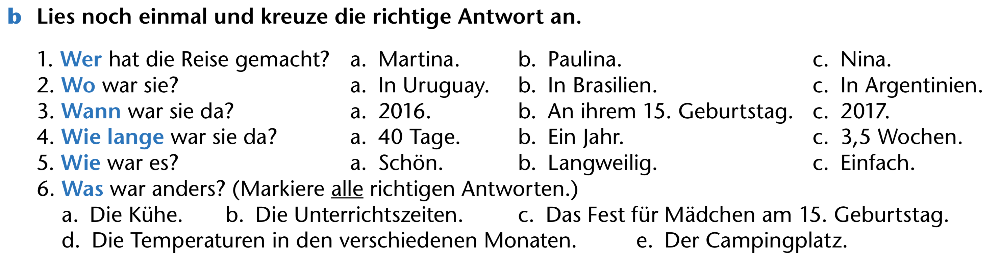 b Lies noch einmal und kreuze die richtige Antwort an.
1. Wer hat die Reise gemacht? a. Martina. b. Paulina. c. Nina.
2. Wo war sie? a. In Uruguay. b. In Brasilien. c. In Argentinien.
3. Wann war sie da? a. 2016. b. An ihrem 15. Geburtstag. c. 2017.
4. Wie lange war sie da? a. 40 Tage. b. Ein Jahr. c. 3,5 Wochen.
5. Wie war es? a. Schön. b. Langweilig. c. Einfach.
6. Was war anders? (Markiere alle richtigen Antworten.)
a. Die Kühe. b. Die Unterrichtszeiten. c. Das Fest für Mädchen am 15. Geburtstag.
d. Die Temperaturen in den verschiedenen Monaten. e. Der Campingplatz.